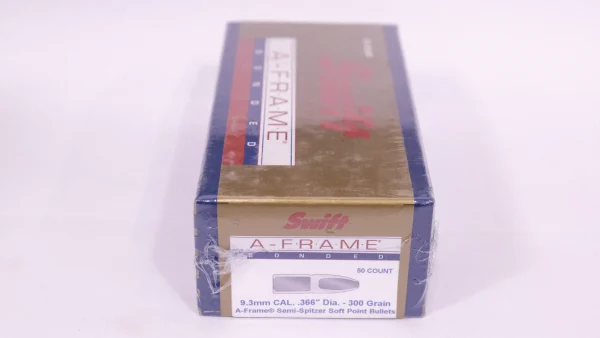 Swift
A-FRAME
BONDED
Swift
A-FRAME®
BONDED
50 COUNT
9.3mm CAL. .366" Dia. - 300 Grain
A-Frame® Semi-Spitzer Soft Point Bullets